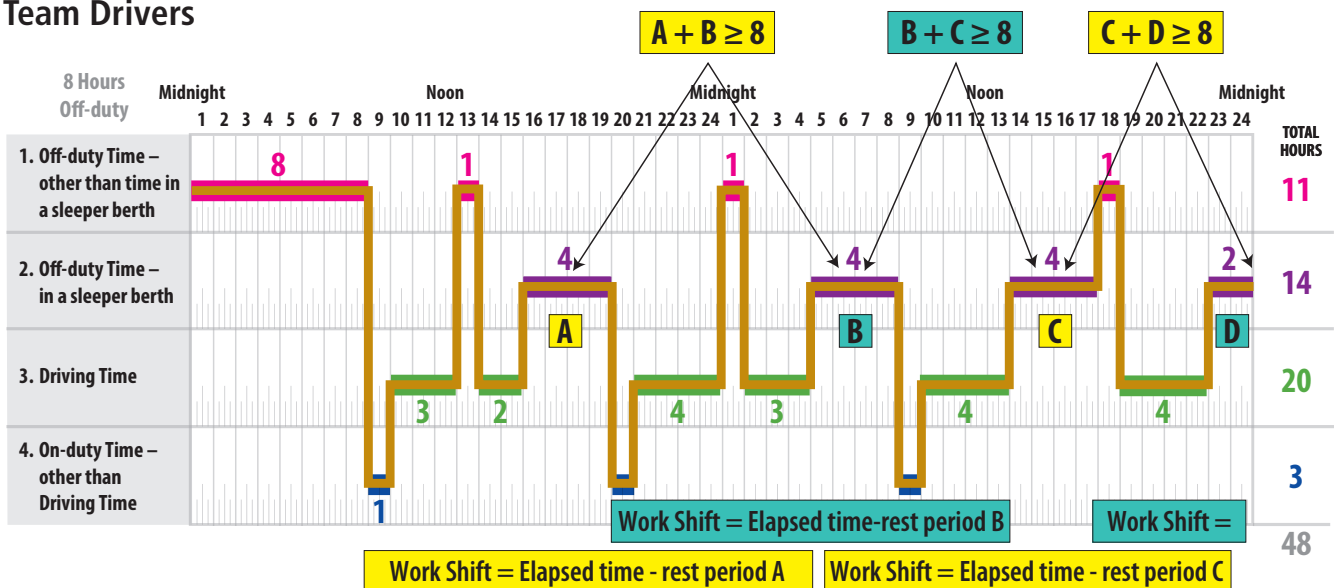 Team Drivers
A + B ≥ 8
B + C ≥ 8
C + D ≥ 8
8 Hours
Off-duty
Midnight Noon Midnight Noon Midnight
1 2 3 4 5 6 7 8 9 10 11 12 13 14 15 16 17 18 19 20 21 22 23 24 1 2 3 4 5 6 7 8 9 10 11 12 13 14 15 16 17 18 19 20 21 22 23 24
TOTAL
HOURS
1. Off-duty Time –
other than time in
a sleeper berth
8 1 1 1 11
2. Off-duty Time –
in a sleeper berth
4 4 4 2 14
A B C D
3. Driving Time
3 2 4 3 4 4 20
4. On-duty Time –
other than
Driving Time
1 3
Work Shift = Elapsed time-rest period B
Work Shift =
48
Work Shift = Elapsed time - rest period A
Work Shift = Elapsed time - rest period C